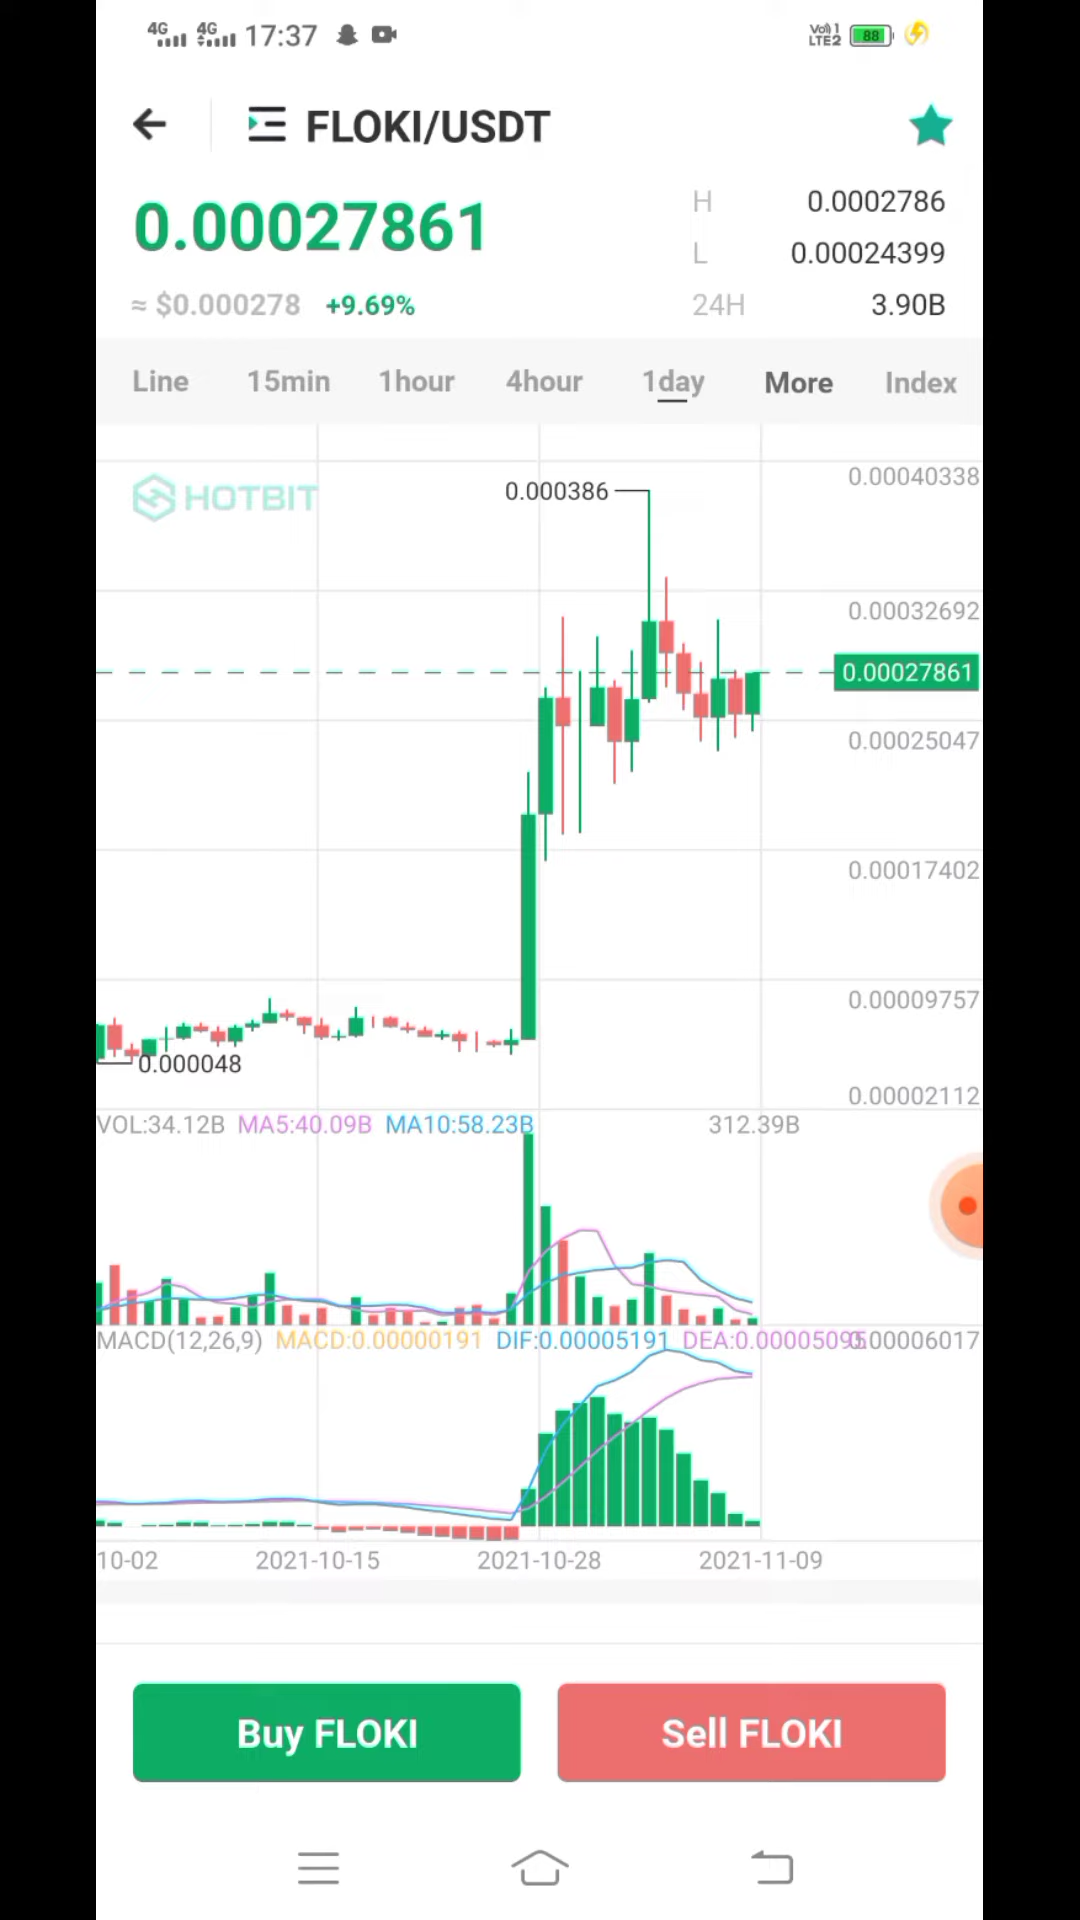 4G 4G 17:37 Vol) 1 LTE2 88
FLOKI/USDT
0.00027861
H 0.0002786
L 0.00024399
≈ $0.000278 +9.69%
24H 3.90B
Line 15min 1hour 4hour 1day More Index
0.00040338
HOTBIT
0.000386
0.00032692
0.00027861
0.00025047
0.00017402
0.00009757
0.000048
0.00002112
VOL:34.12B MA5:40.09B MA10:58.23B 312.39B
MACD(12,26,9) MACD:0.00000191 DIF:0.00005191 DEA:0.00005095 0.00006017
10-02 2021-10-15 2021-10-28 2021-11-09
Buy FLOKI Sell FLOKI